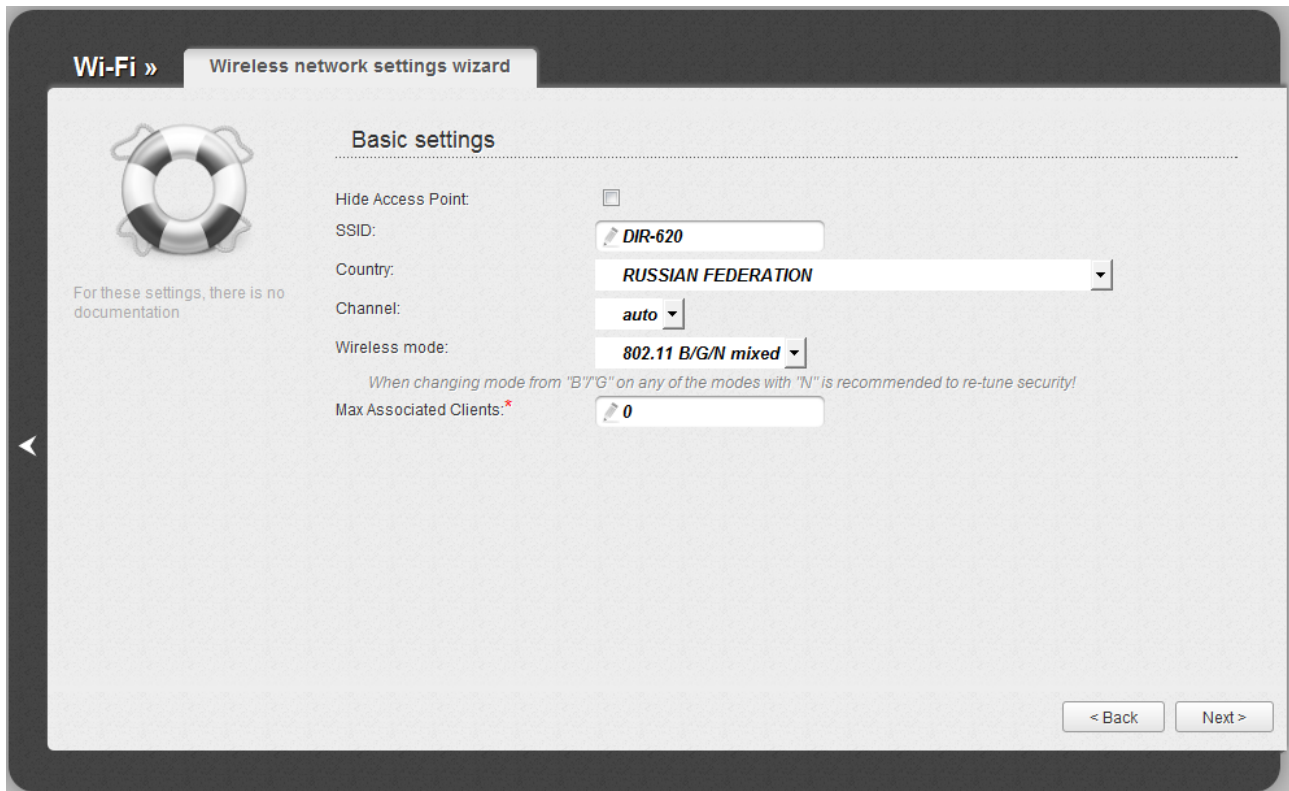 Wi-Fi »
Wireless network settings wizard
For these settings, there is no
documentation
Basic settings
Hide Access Point:
SSID: DIR-620
Country: RUSSIAN FEDERATION
Channel: auto
Wireless mode: 802.11 B/G/N mixed
When changing mode from "B"/"G" on any of the modes with "N" is recommended to re-tune security!
Max Associated Clients:* 0
< Back Next >